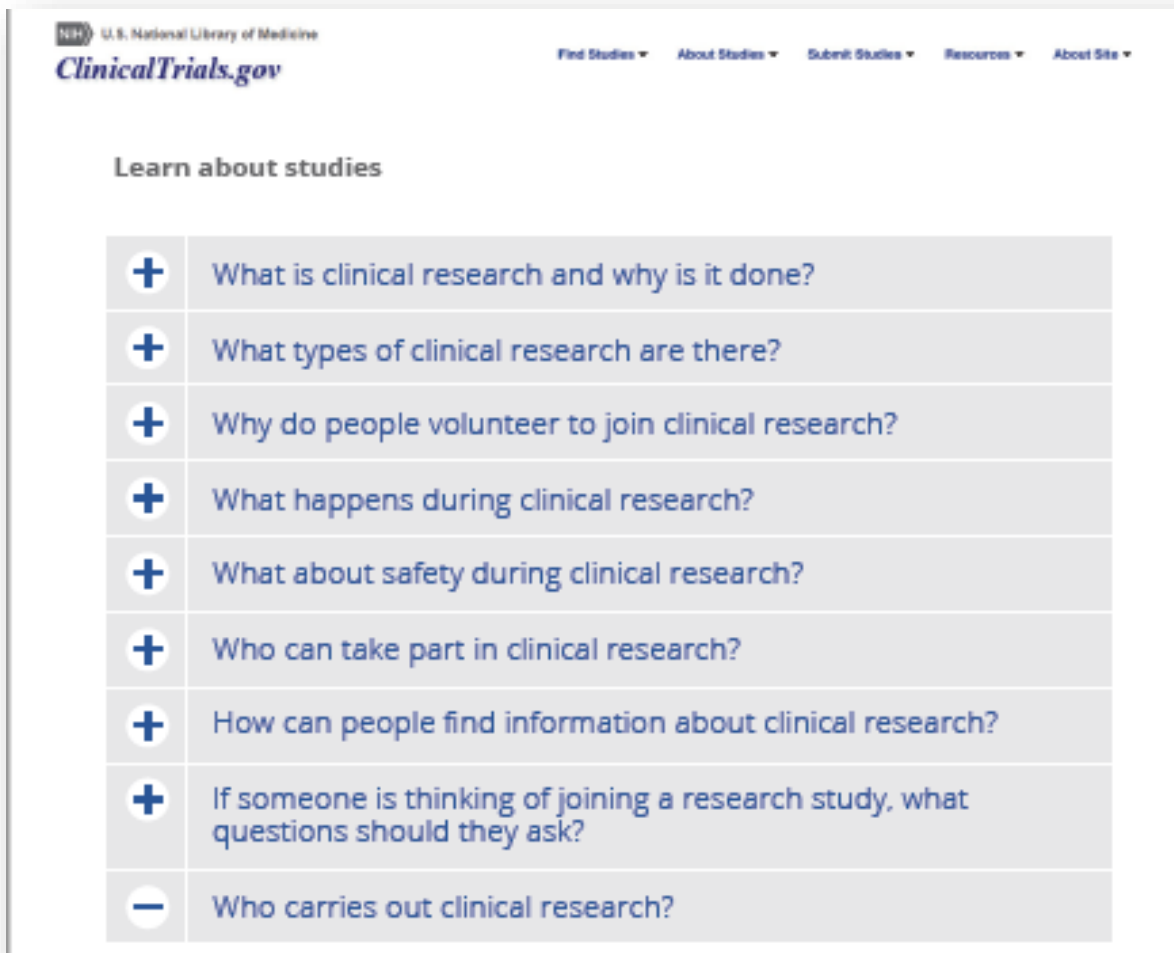 NIH U.S. National Library of Medicine
ClinicalTrials.gov
Find Studies About Studies Submit Studies Resources About Site
Learn about studies
What is clinical research and why is it done?
What types of clinical research are there?
Why do people volunteer to join clinical research?
What happens during clinical research?
What about safety during clinical research?
Who can take part in clinical research?
How can people find information about clinical research?
If someone is thinking of joining a research study, what
questions should they ask?
Who carries out clinical research?